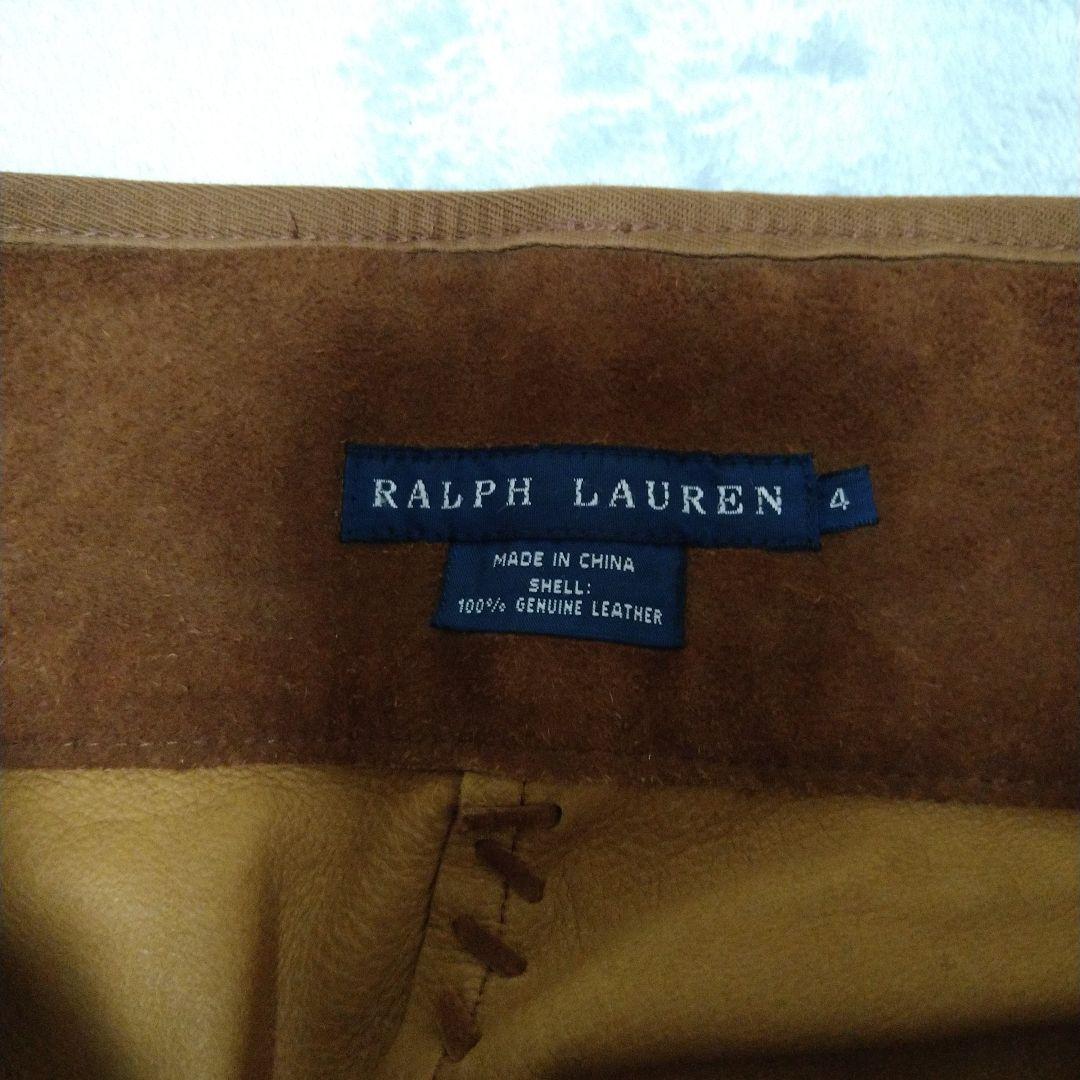 RALPH LAUREN
4
MADE IN CHINA
SHELL:
100% GENUINE LEATHER